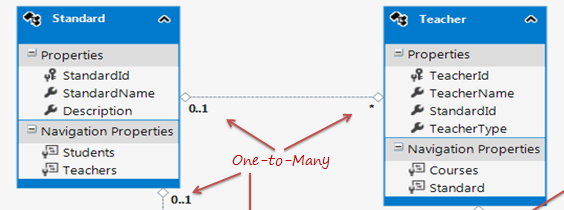 Standard
Properties
StandardId
StandardName
Description
Navigation Properties
Students
Teachers
0..1
*
One-to-Many
0..1
Teacher
Properties
TeacherId
TeacherName
StandardId
TeacherType
Navigation Properties
Courses
Standard